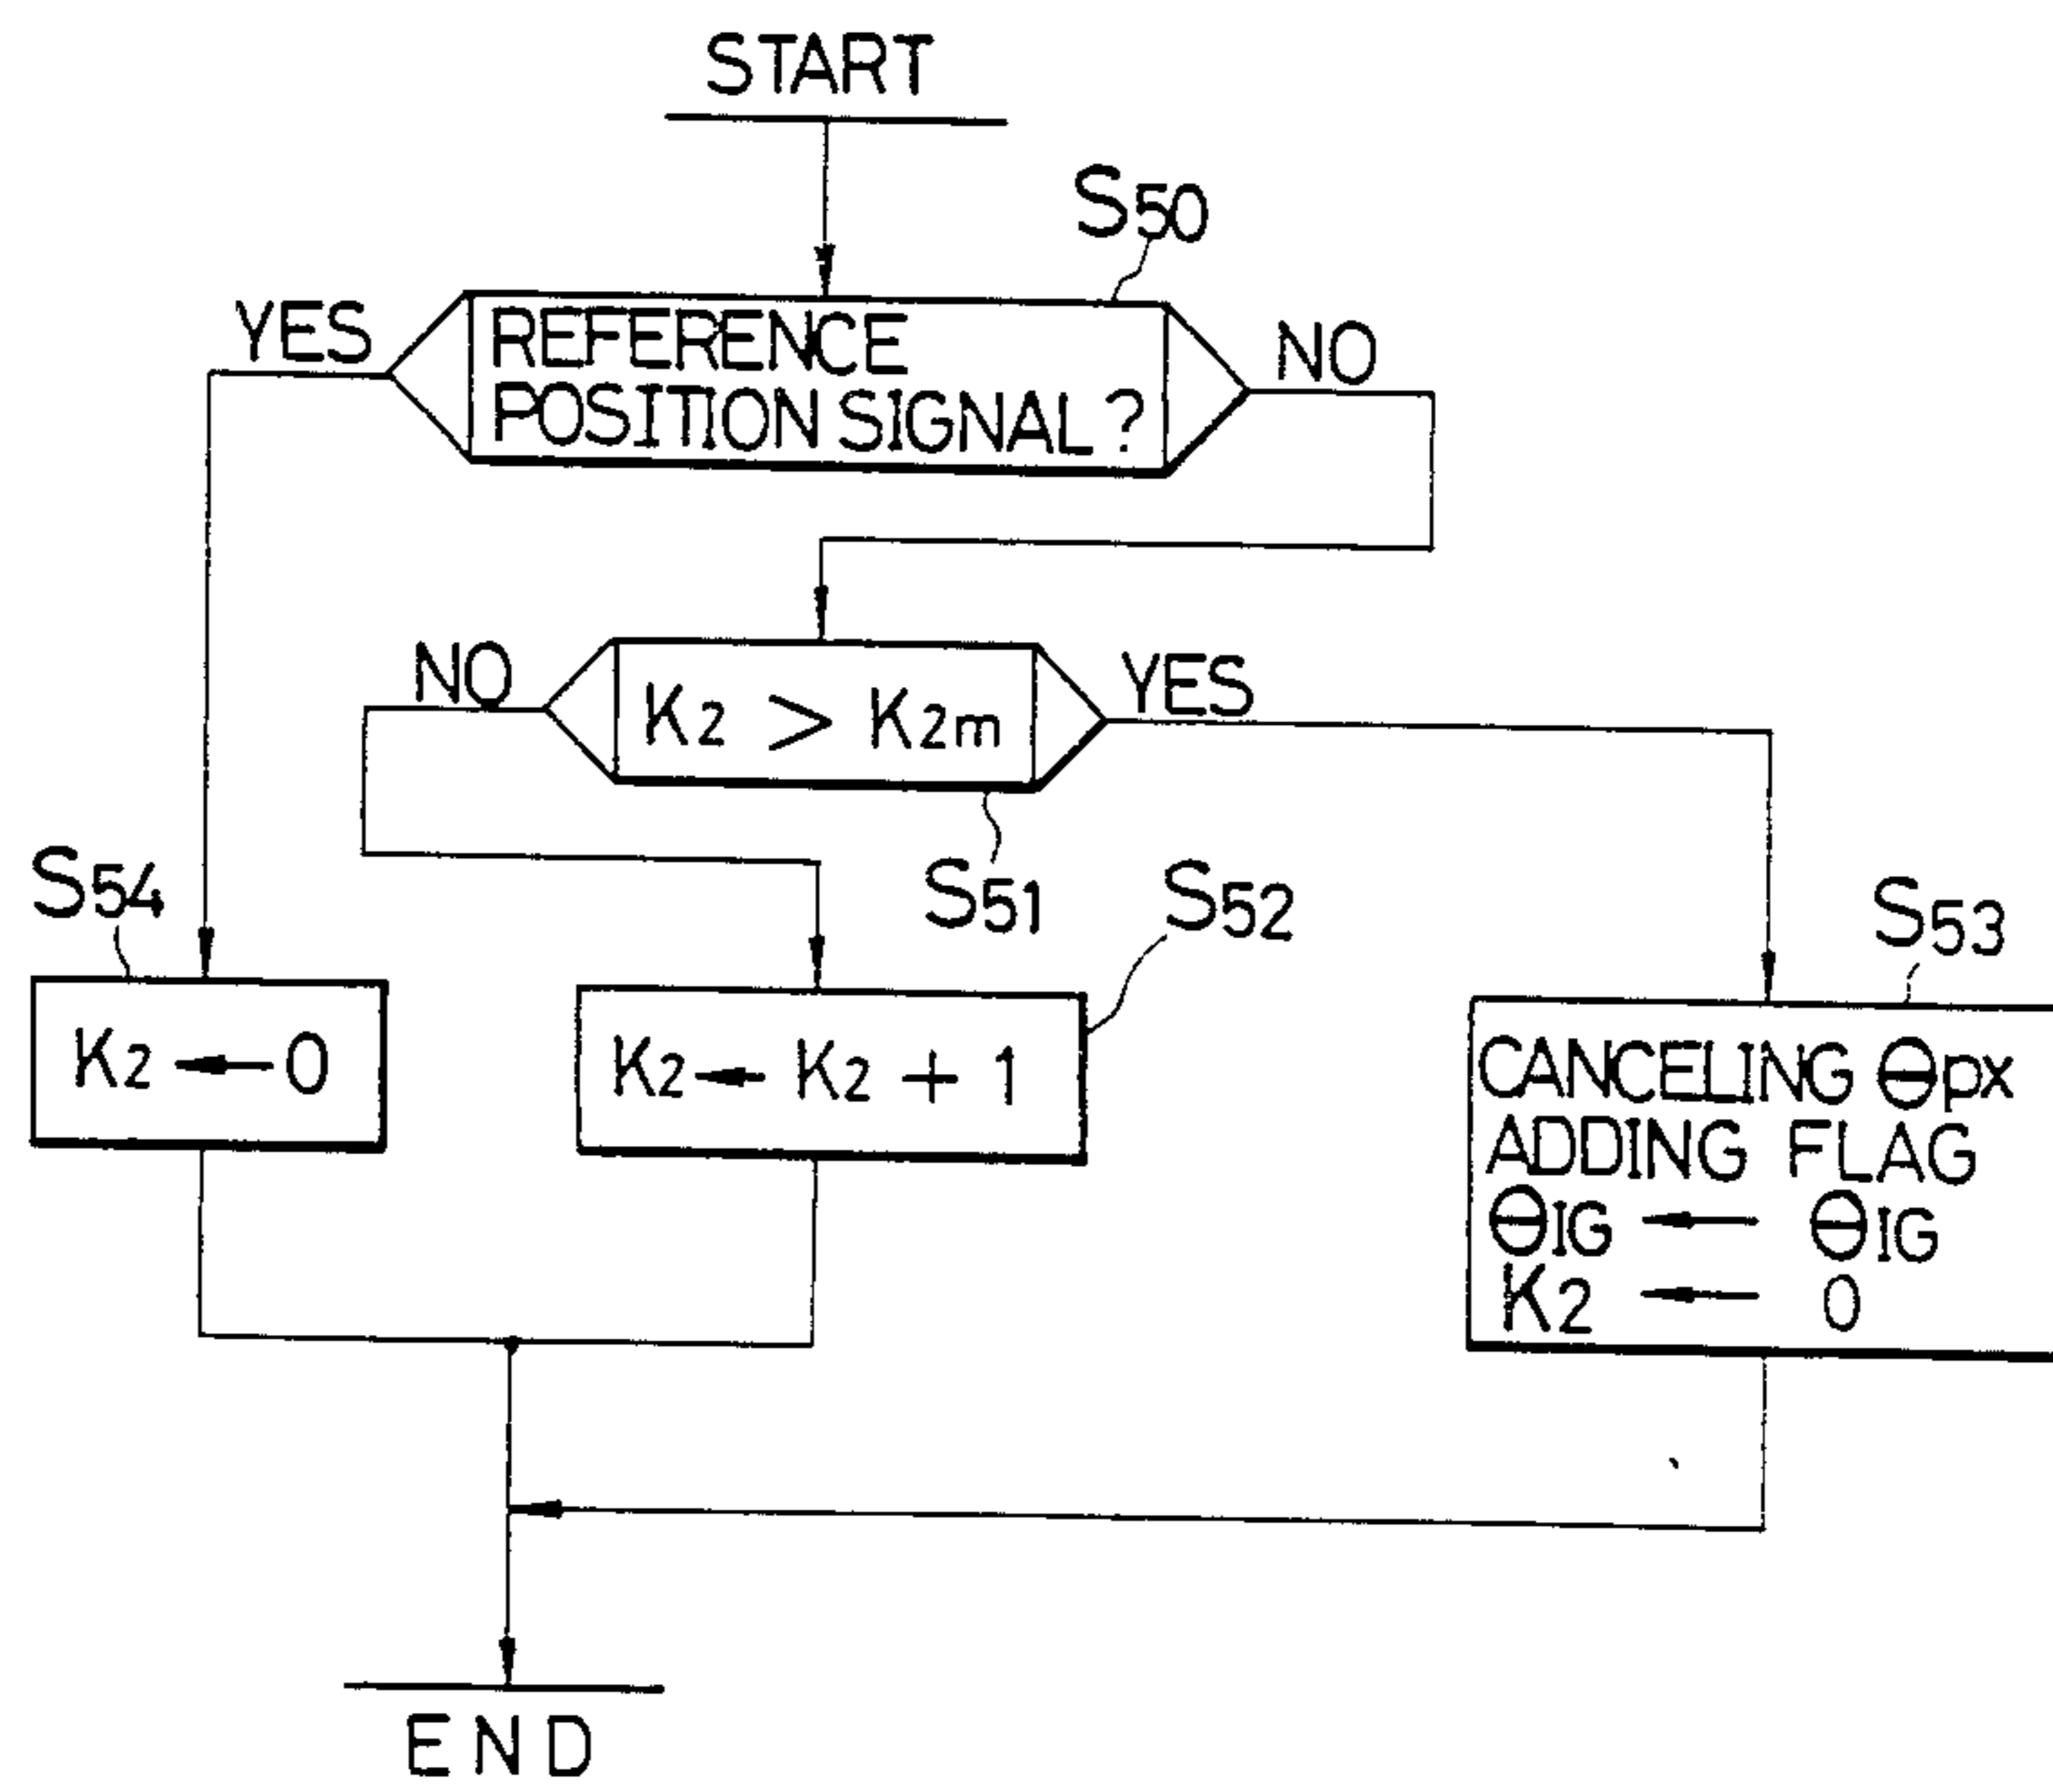 START
S50
YES
REFERENCE
POSITION SIGNAL ?
NO
NO
K2 > K2m
YES
S54
S51
S52
S53
K2 ← 0
K2 ← K2 + 1
CANCELING ΘPX
ADDING FLAG
ΘIG ← ΘIG
K2 ← 0
END